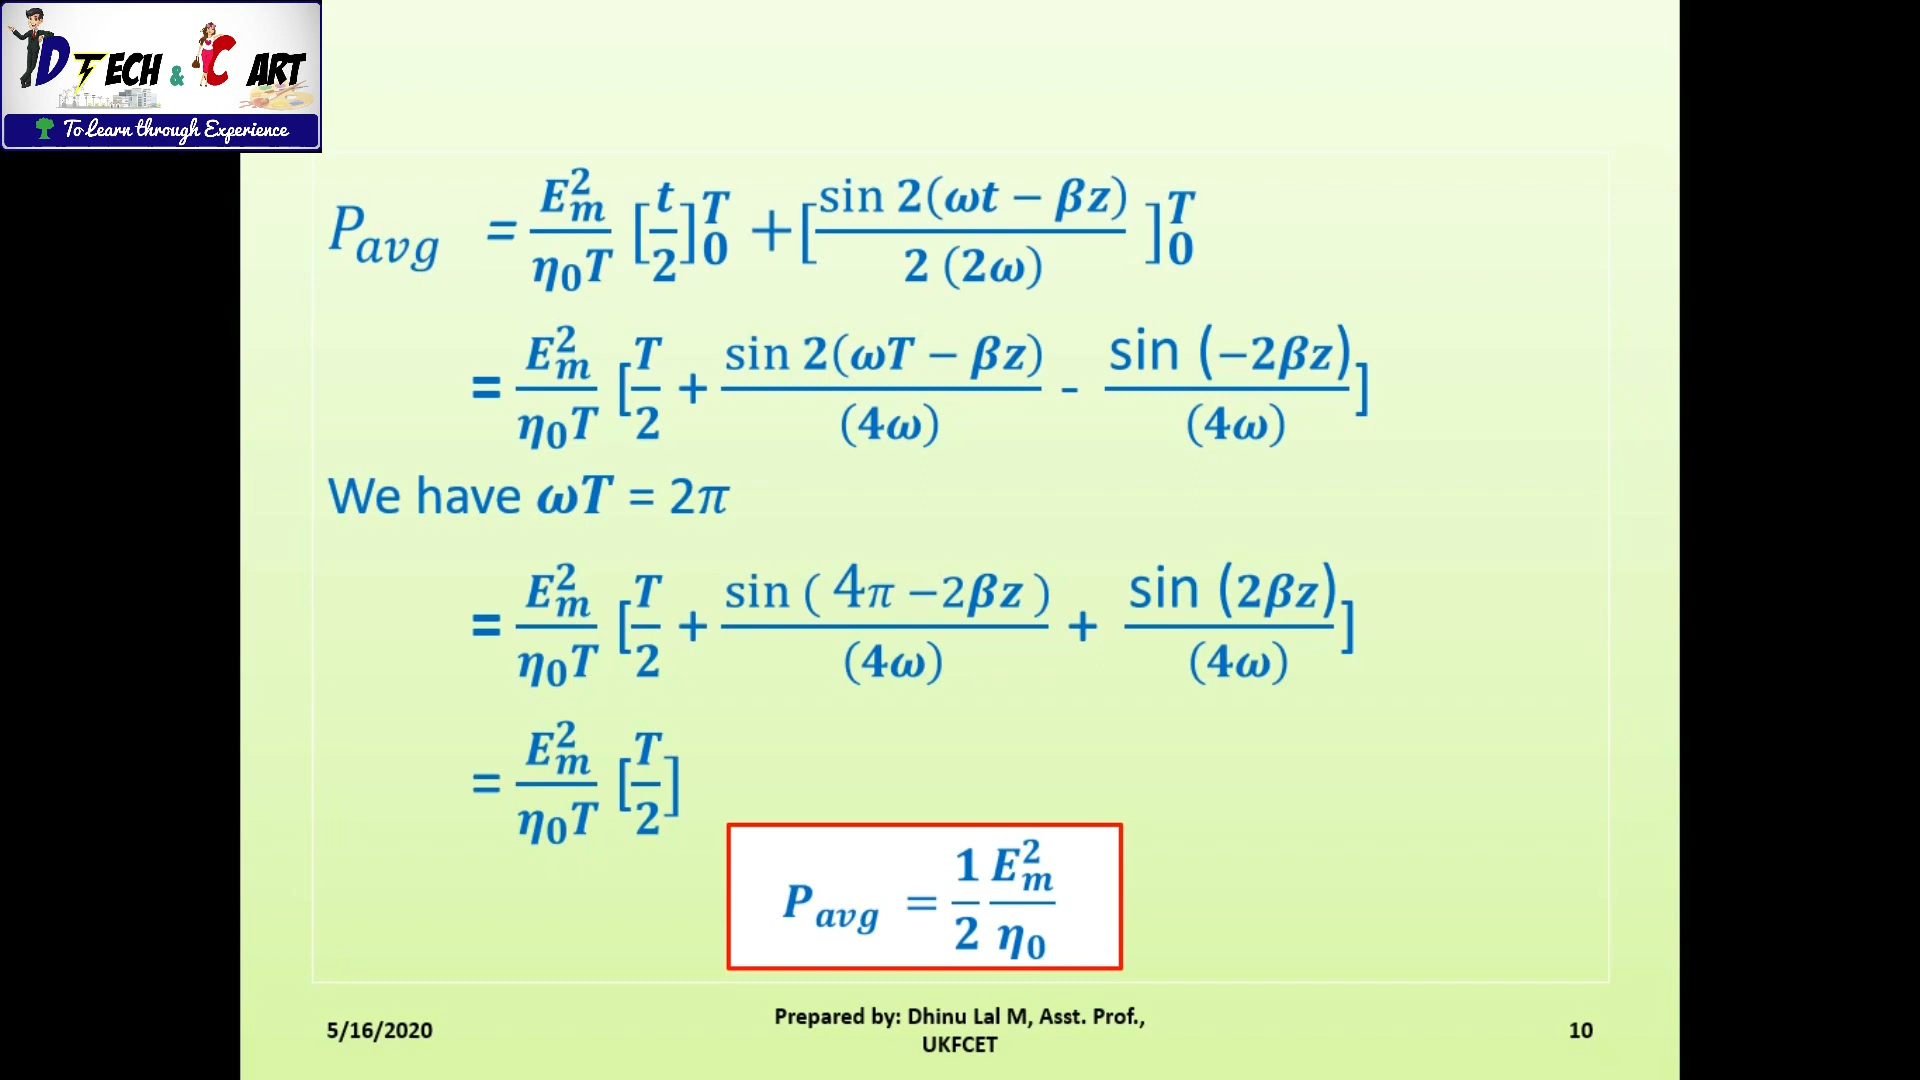 D TECH & C ART
To Learn through Experience
P_avg = E_m^2/(η_0 T) [t/2]_0^T + [sin 2(ωt − βz)/(2 (2ω))]_0^T
= E_m^2/(η_0 T) [T/2 + sin 2(ωT − βz)/(4ω) - sin (−2βz)/(4ω)]
We have ωT = 2π
= E_m^2/(η_0 T) [T/2 + sin ( 4π −2βz )/(4ω) + sin (2βz)/(4ω)]
= E_m^2/(η_0 T) [T/2]
P_avg = 1/2 E_m^2/η_0
5/16/2020
Prepared by: Dhinu Lal M, Asst. Prof.,
UKFCET
10